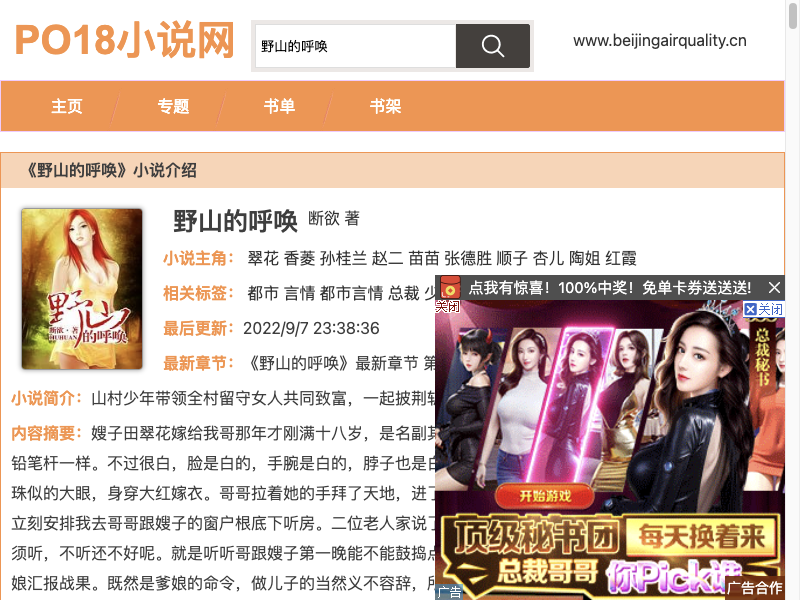 PO18小说网
野山的呼唤
www.beijingairquality.cn
主页 专题 书单 书架
《野山的呼唤》小说介绍
野山的呼唤 断欲 著
小说主角： 翠花 香菱 孙桂兰 赵二 苗苗 张德胜 顺子 杏儿 陶姐 红霞
相关标签： 都市 言情 都市言情 总裁 少
最后更新：2022/9/7 23:38:36
最新章节： 《野山的呼唤》最新章节 第
野山的呼唤
断欲·著
小说简介：山村少年带领全村留守女人共同致富，一起披荆
内容摘要：嫂子田翠花嫁给我哥那年才刚满十八岁，是名副其
铅笔杆一样。不过很白，脸是白的，手腕是白的，脖子也是白
珠似的大眼，身穿大红嫁衣。哥哥拉着她的手拜了天地，进了
立刻安排我去哥哥跟嫂子的窗户根底下听房。二位老人家说
须听，不听还不好呢。就是听听哥跟嫂子第一晚能不能鼓捣
娘汇报战果。既然是爹娘的命令，做儿子的当然义不容辞，
点我有惊喜！100%中奖！免单卡券送送送!
关闭
关闭
总裁秘书
开始游戏
顶级秘书团 每天换着来
总裁哥哥 你Pick谁
广告
广告合作